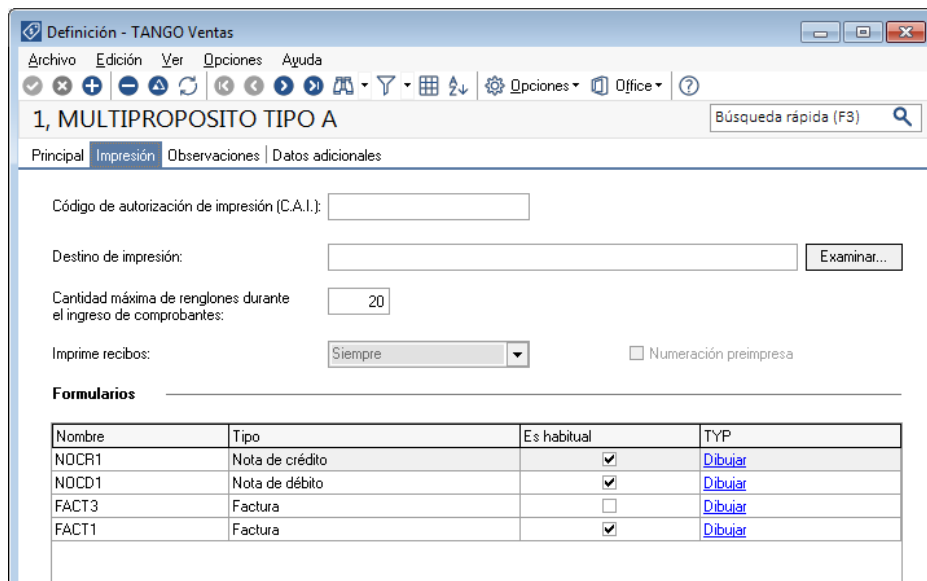 Definición - TANGO Ventas
Archivo Edición Ver Opciones Ayuda
Opciones Office
1, MULTIPROPOSITO TIPO A
Búsqueda rápida (F3)
Principal Impresión Observaciones Datos adicionales
Código de autorización de impresión (C.A.I.):
Destino de impresión:
Examinar...
Cantidad máxima de renglones durante
el ingreso de comprobantes:
20
Imprime recibos: Siempre Numeración preimpresa
Formularios
Nombre Tipo Es habitual TYP
NOCR1 Nota de crédito Dibujar
NOCD1 Nota de débito Dibujar
FACT3 Factura Dibujar
FACT1 Factura Dibujar